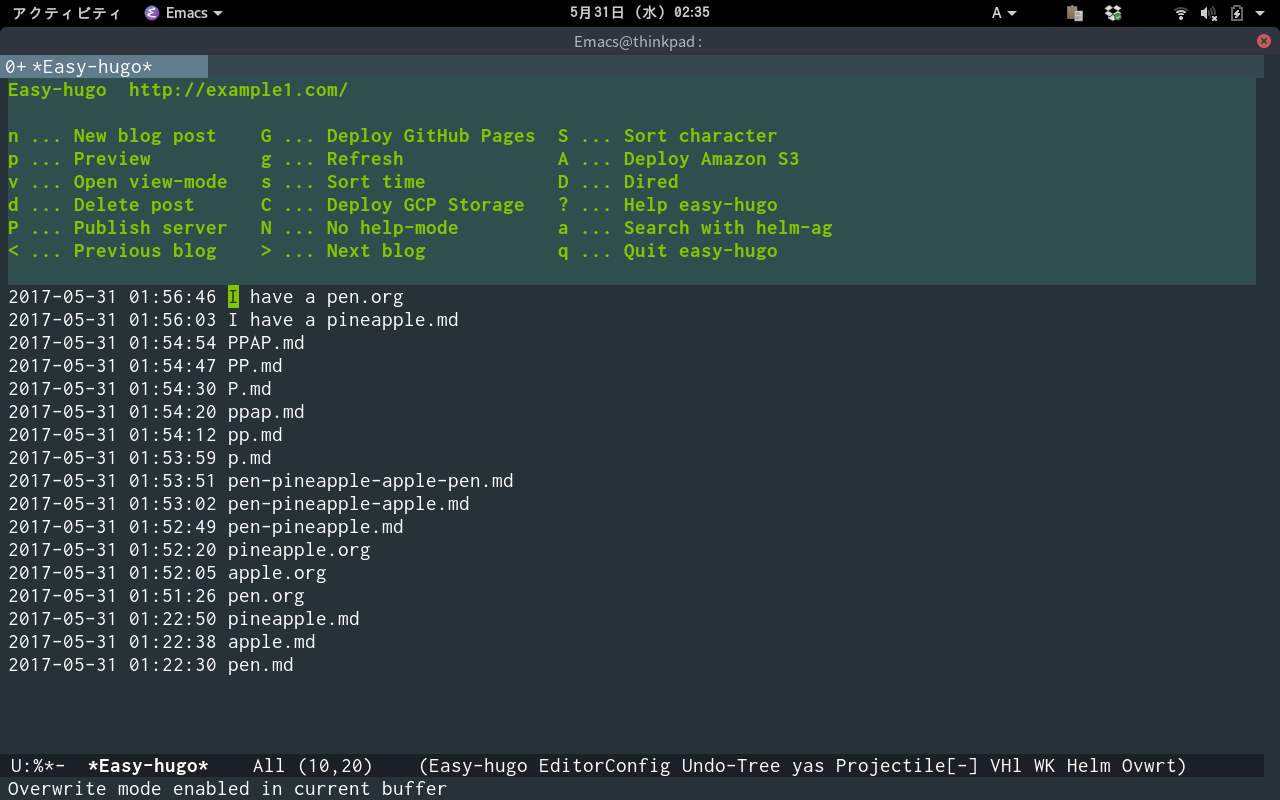 アクティビティ Emacs 5月31日 (水) 02:35 A
Emacs@thinkpad:
0+ *Easy-hugo*
Easy-hugo http://example1.com/
n ... New blog post G ... Deploy GitHub Pages S ... Sort character
p ... Preview g ... Refresh A ... Deploy Amazon S3
v ... Open view-mode s ... Sort time D ... Dired
d ... Delete post C ... Deploy GCP Storage ? ... Help easy-hugo
P ... Publish server N ... No help-mode a ... Search with helm-ag
< ... Previous blog > ... Next blog q ... Quit easy-hugo
2017-05-31 01:56:46 I have a pen.org
2017-05-31 01:56:03 I have a pineapple.md
2017-05-31 01:54:54 PPAP.md
2017-05-31 01:54:47 PP.md
2017-05-31 01:54:30 P.md
2017-05-31 01:54:20 ppap.md
2017-05-31 01:54:12 pp.md
2017-05-31 01:53:59 p.md
2017-05-31 01:53:51 pen-pineapple-apple-pen.md
2017-05-31 01:53:02 pen-pineapple-apple.md
2017-05-31 01:52:49 pen-pineapple.md
2017-05-31 01:52:20 pineapple.org
2017-05-31 01:52:05 apple.org
2017-05-31 01:51:26 pen.org
2017-05-31 01:22:50 pineapple.md
2017-05-31 01:22:38 apple.md
2017-05-31 01:22:30 pen.md
U:%*- *Easy-hugo* All (10,20) (Easy-hugo EditorConfig Undo-Tree yas Projectile[-] VHl WK Helm Ovwrt)
Overwrite mode enabled in current buffer